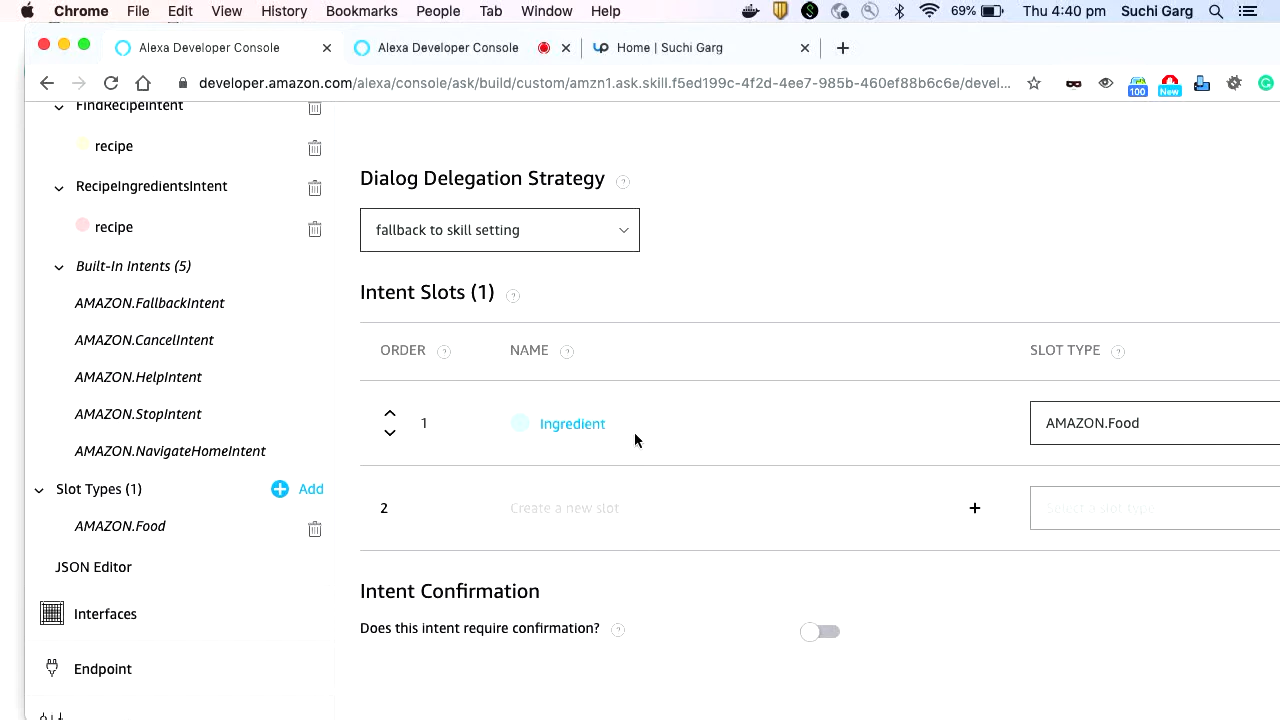 Chrome File Edit View History Bookmarks People Tab Window Help 69% Thu 4:40 pm Suchi Garg
Alexa Developer Console Alexa Developer Console Home | Suchi Garg
developer.amazon.com/alexa/console/ask/build/custom/amzn1.ask.skill.f5ed199c-4f2d-4ee7-985b-460ef88b6c6e/devel...
100 New
FindRecipeIntent
recipe
RecipeIngredientsIntent
recipe
Built-In Intents (5)
AMAZON.FallbackIntent
AMAZON.CancelIntent
AMAZON.HelpIntent
AMAZON.StopIntent
AMAZON.NavigateHomeIntent
Slot Types (1) Add
AMAZON.Food
JSON Editor
Interfaces
Endpoint
Dialog Delegation Strategy ?
fallback to skill setting
Intent Slots (1) ?
ORDER ? NAME ? SLOT TYPE ?
1 Ingredient AMAZON.Food
2 Create a new slot + Select a slot type
Intent Confirmation
Does this intent require confirmation? ?